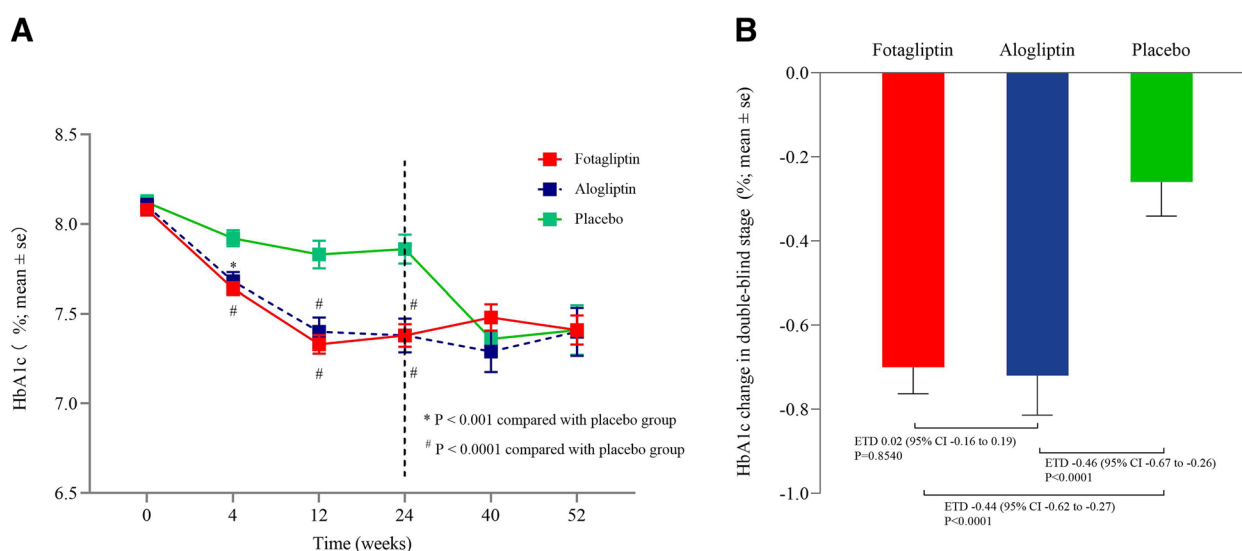 A
HbA1c ( %; mean ± se)
8.5
8.0
7.5
7.0
6.5
Fotagliptin
Alogliptin
Placebo
*
#
#
#
#
#
* P < 0.001 compared with placebo group
# P < 0.0001 compared with placebo group
0 4 12 24 40 52
Time (weeks)
B
Fotagliptin Alogliptin Placebo
HbA1c change in double-blind stage (%; mean ± se)
0.0
-0.2
-0.4
-0.6
-0.8
-1.0
ETD 0.02 (95% CI -0.16 to 0.19)
P=0.8540
ETD -0.46 (95% CI -0.67 to -0.26)
P<0.0001
ETD -0.44 (95% CI -0.62 to -0.27)
P<0.0001